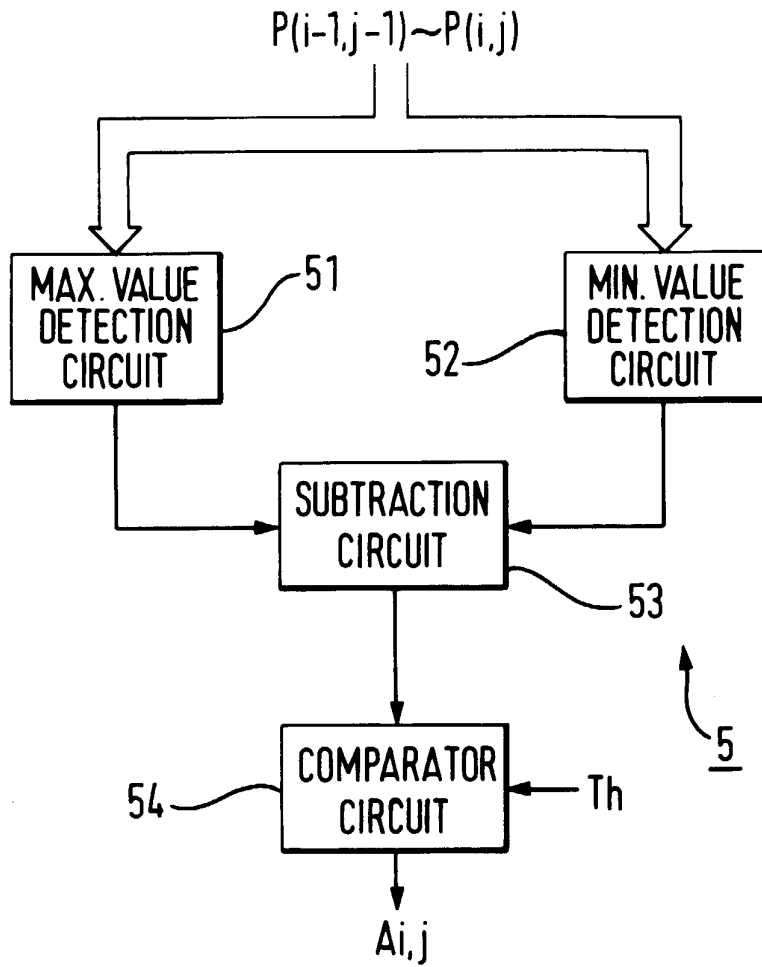 P(i-1,j-1)~P(i,j)
MAX. VALUE
DETECTION
CIRCUIT
51
MIN. VALUE
DETECTION
CIRCUIT
52
SUBTRACTION
CIRCUIT
53
5
COMPARATOR
CIRCUIT
54
Th
Ai,j